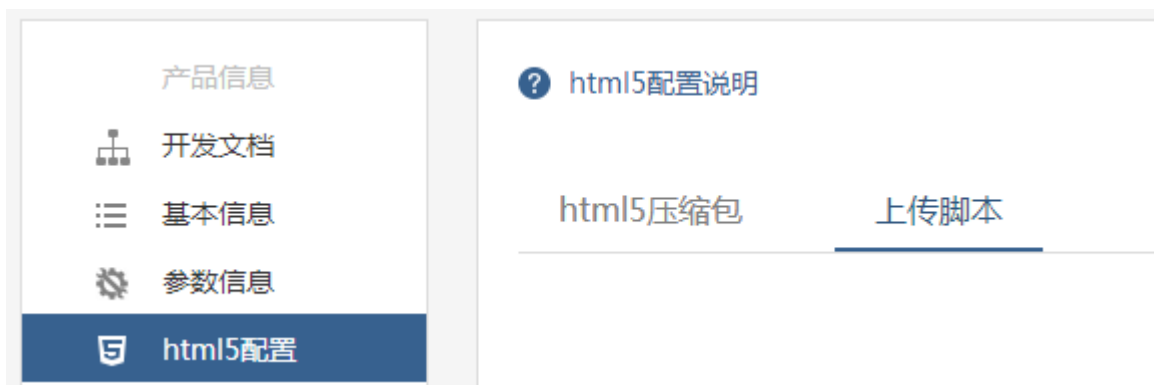 产品信息
开发文档
基本信息
参数信息
html5配置
html5配置说明
html5压缩包
上传脚本